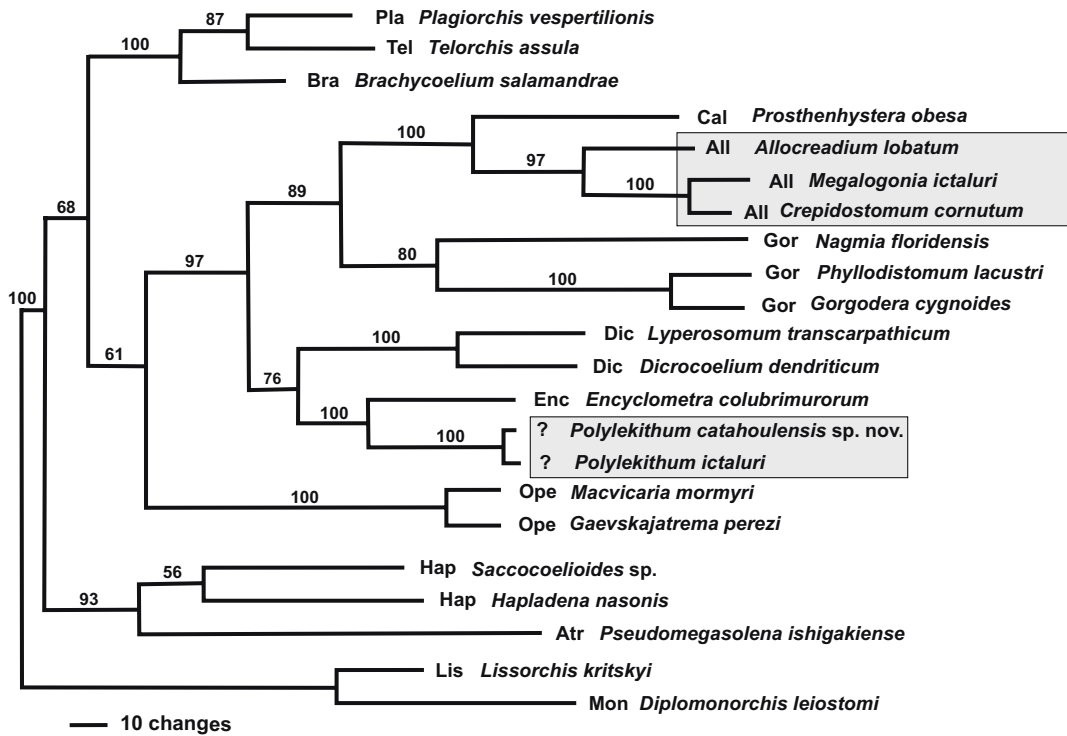 87 Pla Plagiorchis vespertilionis
100 Tel Telorchis assula
Bra Brachycoelium salamandrae
100 Cal Prosthenhystera obesa
97 All Allocreadium lobatum
100 All Megalogonia ictaluri
89 All Crepidostomum cornutum
68
80 Gor Nagmia floridensis
97 100 Gor Phyllodistomum lacustri
100 Gor Gorgodera cygnoides
100 Dic Lyperosomum transcarpathicum
61 76 Dic Dicrocoelium dendriticum
100 Enc Encyclometra colubrimurorum
100 ? Polylekithum catahoulensis sp. nov.
? Polylekithum ictaluri
100 Ope Macvicaria mormyri
Ope Gaevskajatrema perezi
56 Hap Saccocoelioides sp.
93 Hap Hapladena nasonis
Atr Pseudomegasolena ishigakiense
Lis Lissorchis kritskyi
Mon Diplomonorchis leiostomi
10 changes